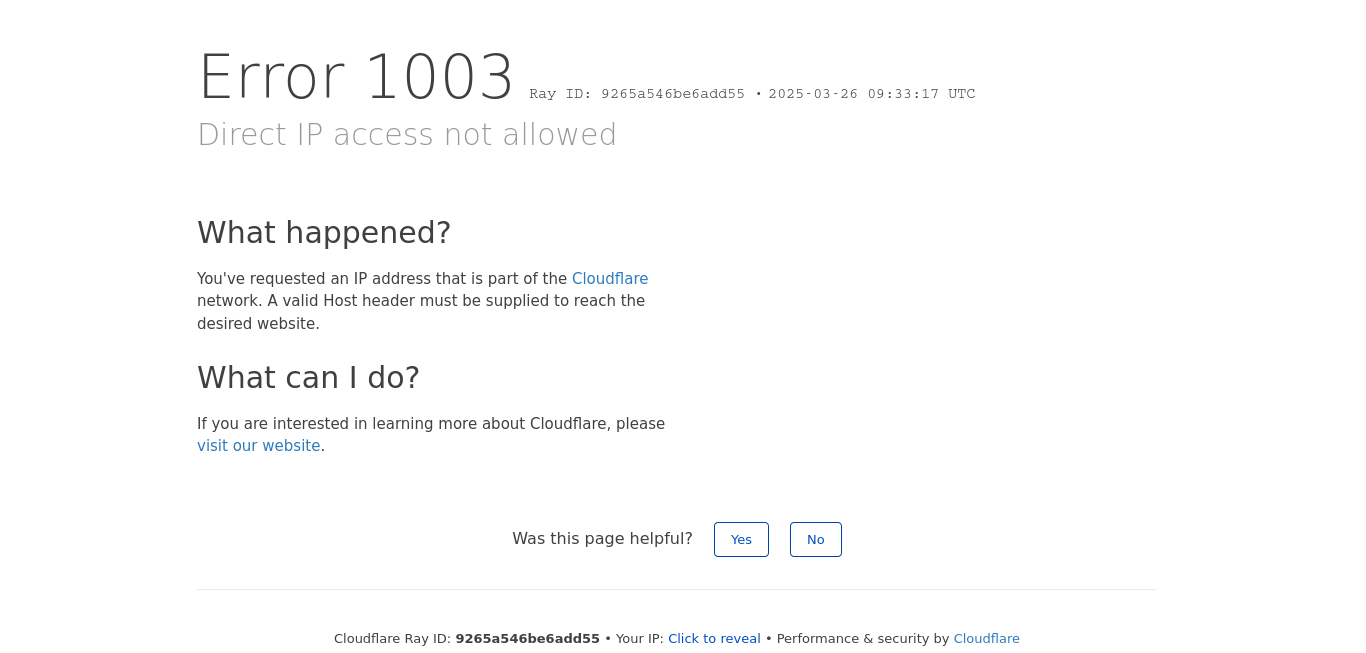 Error 1003 Ray ID: 9265a546be6add55 • 2025-03-26 09:33:17 UTC
Direct IP access not allowed
What happened?
You've requested an IP address that is part of the Cloudflare
network. A valid Host header must be supplied to reach the
desired website.
What can I do?
If you are interested in learning more about Cloudflare, please
visit our website.
Was this page helpful? Yes No
Cloudflare Ray ID: 9265a546be6add55 • Your IP: Click to reveal • Performance & security by Cloudflare